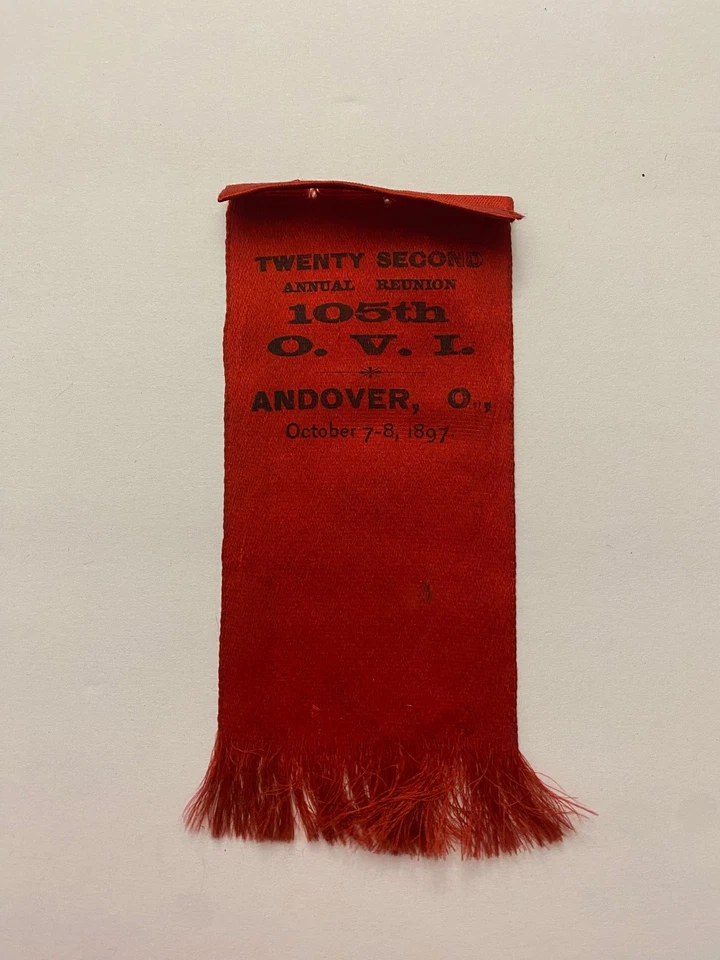 TWENTY SECOND
ANNUAL REUNION
105th
O. V. I.
ANDOVER, O.,
October 7-8, 1897